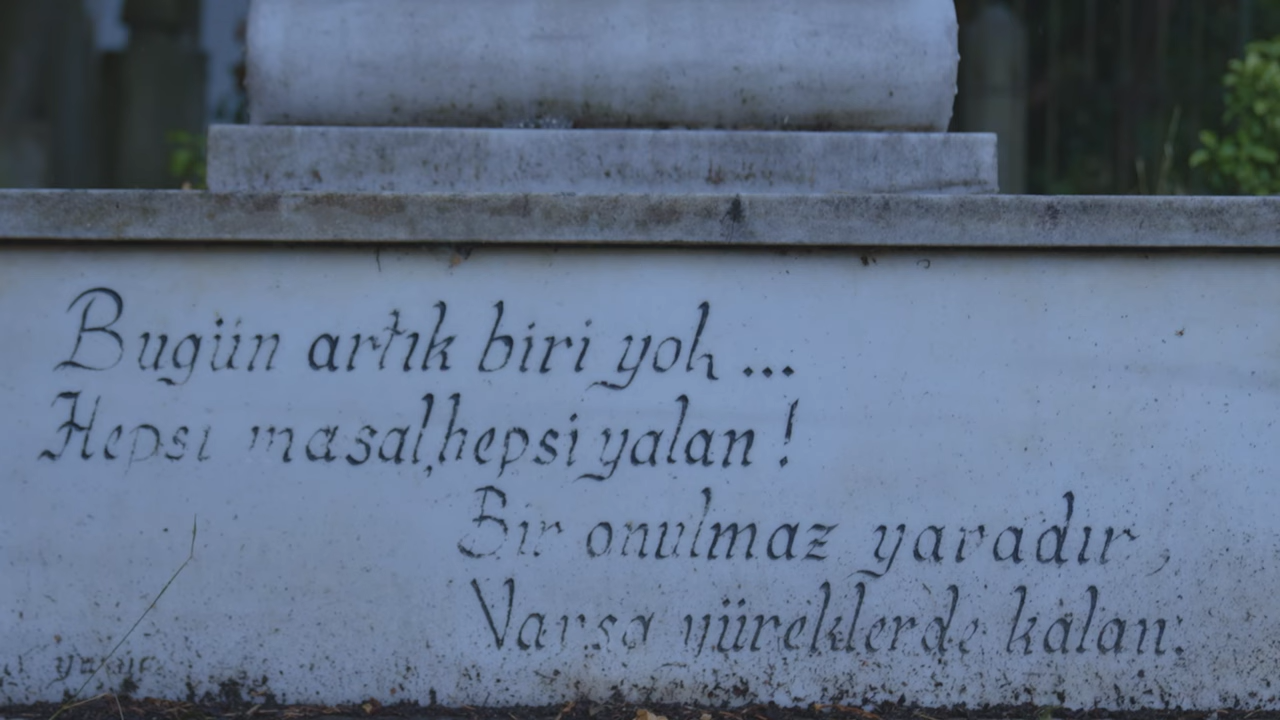 Bugün artık biri yok ...
Hepsi masal, hepsi yalan !
Bir onulmaz yaradır,
Varsa yüreklerde kalan.